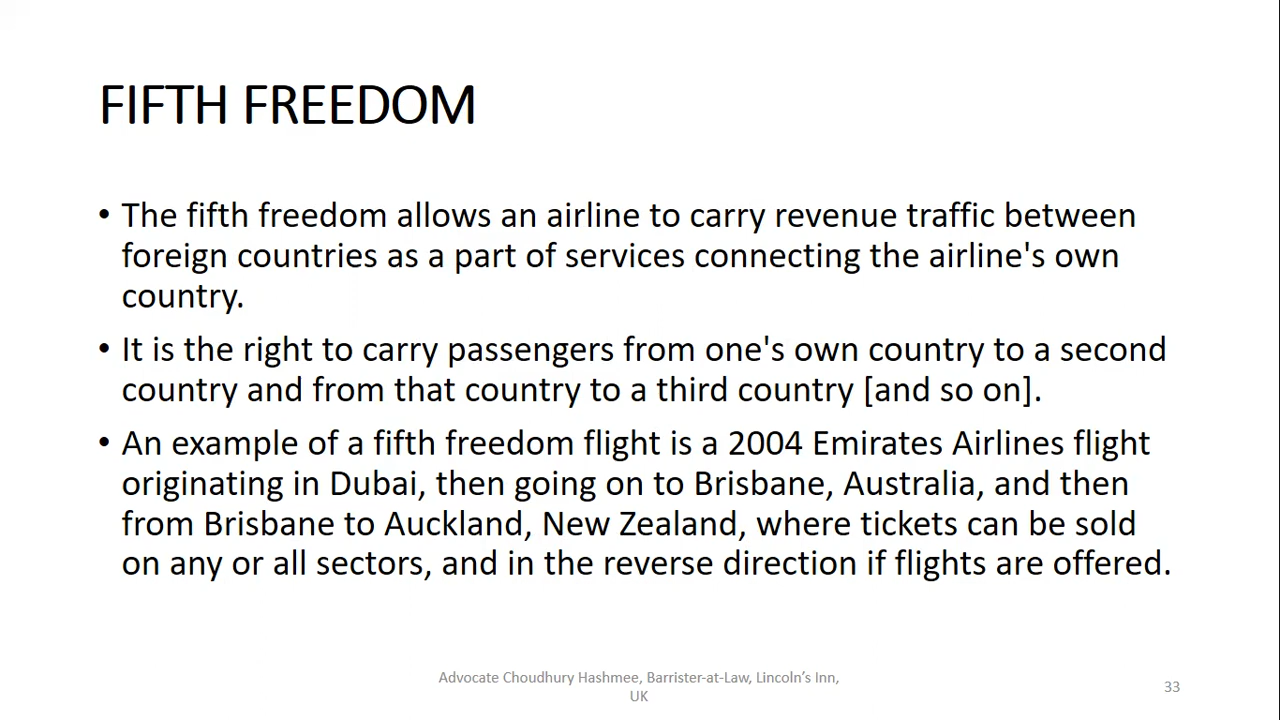 FIFTH FREEDOM
• The fifth freedom allows an airline to carry revenue traffic between
foreign countries as a part of services connecting the airline's own
country.
• It is the right to carry passengers from one's own country to a second
country and from that country to a third country [and so on].
• An example of a fifth freedom flight is a 2004 Emirates Airlines flight
originating in Dubai, then going on to Brisbane, Australia, and then
from Brisbane to Auckland, New Zealand, where tickets can be sold
on any or all sectors, and in the reverse direction if flights are offered.
Advocate Choudhury Hashmee, Barrister-at-Law, Lincoln’s Inn,
UK
33